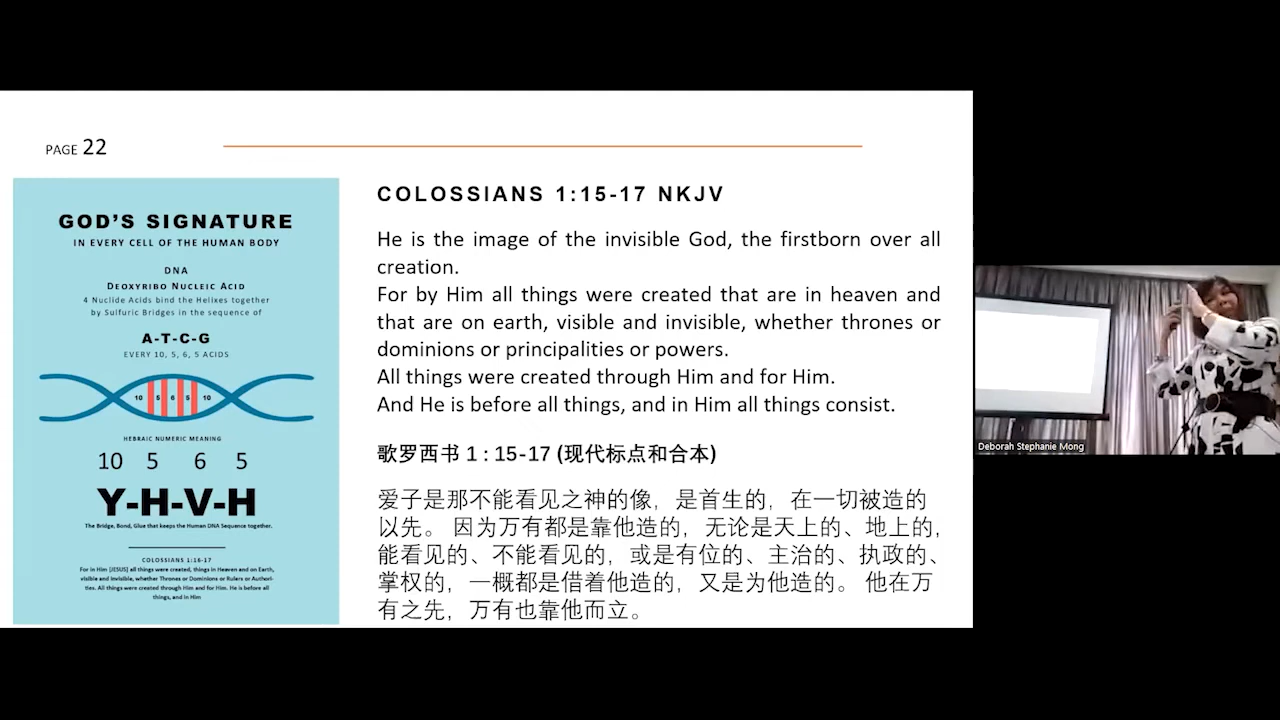 PAGE 22
GOD'S SIGNATURE
IN EVERY CELL OF THE HUMAN BODY
DNA
DEOXYRIBO NUCLEIC ACID
4 Nuclide Acids bind the Helixes together
by Sulfuric Bridges in the sequence of
A-T-C-G
EVERY 10, 5, 6, 5 ACIDS
10 5 6 5 10
HEBRAIC NUMERIC MEANING
10 5 6 5
Y-H-V-H
The Bridge, Bond, Glue that keeps the Human DNA Sequence together.
COLOSSIANS 1:16-17
For in Him [JESUS] all things were created, things in Heaven and on Earth,
visible and Invisible, whether Thrones or Dominions or Rulers or Authori-
ties. All things were created through Him and for Him. He is before all
things, and in Him
COLOSSIANS 1:15-17 NKJV
He is the image of the invisible God, the firstborn over all
creation.
For by Him all things were created that are in heaven and
that are on earth, visible and invisible, whether thrones or
dominions or principalities or powers.
All things were created through Him and for Him.
And He is before all things, and in Him all things consist.
歌罗西书 1 : 15-17 (现代标点和合本)
爱子是那不能看见之神的像，是首生的，在一切被造的
以先。 因为万有都是靠他造的，无论是天上的、地上的，
能看见的、不能看见的，或是有位的、主治的、执政的、
掌权的，一概都是借着他造的，又是为他造的。 他在万
有之先，万有也靠他而立。
Deborah Stephanie Mong